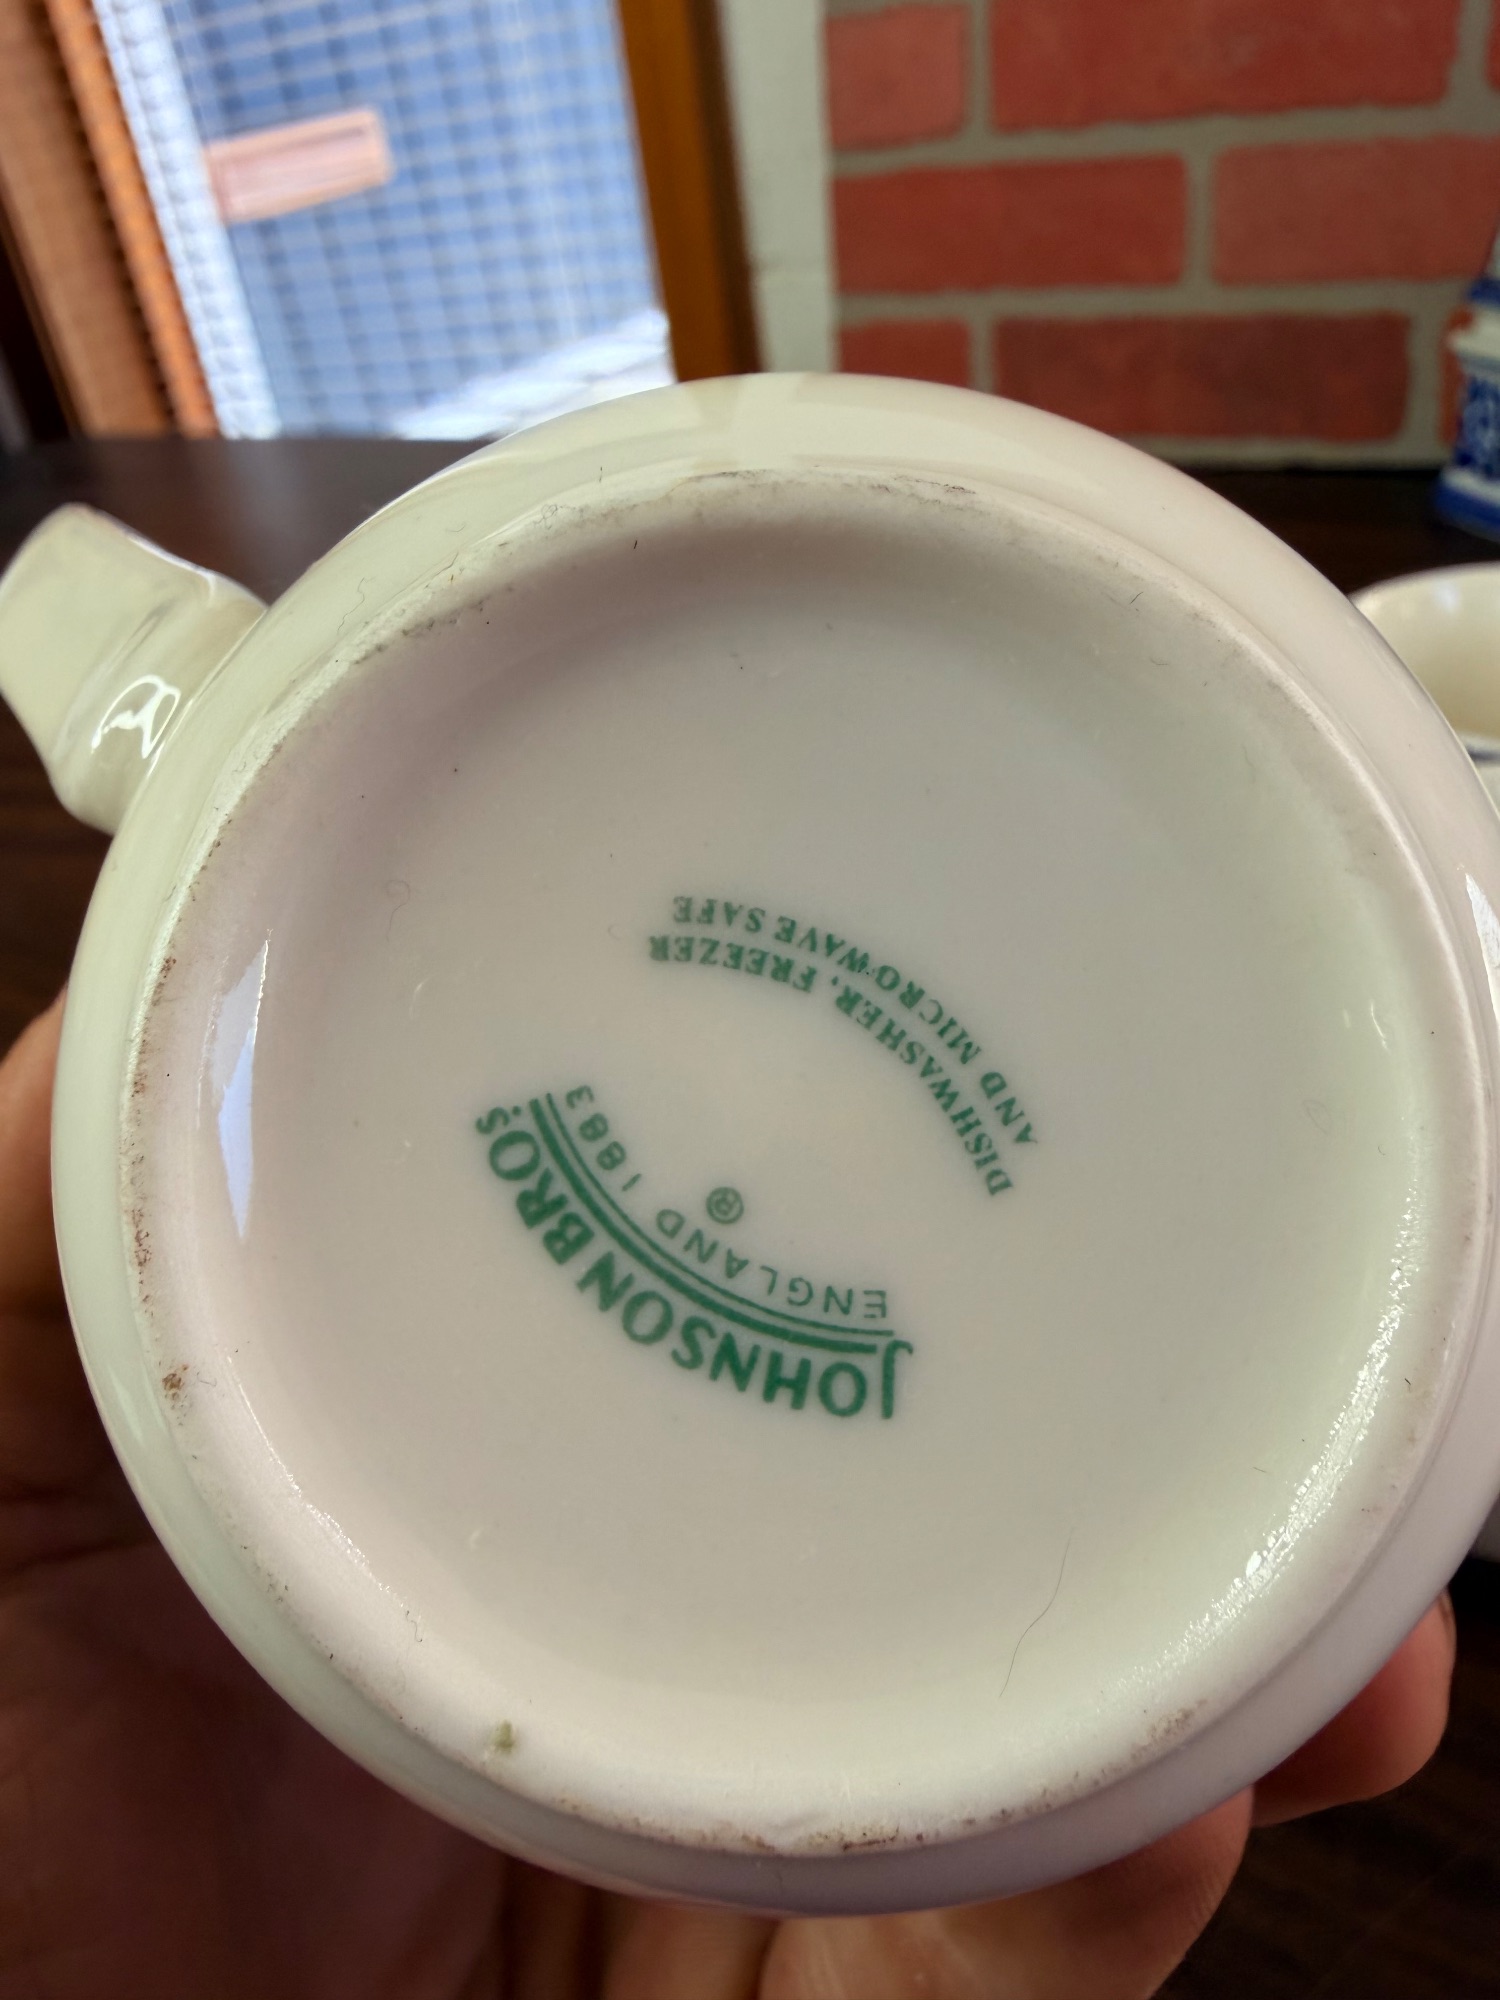 JOHNSON BROS.
ENGLAND 1883
®
DISHWASHER, FREEZER
AND MICROWAVE SAFE